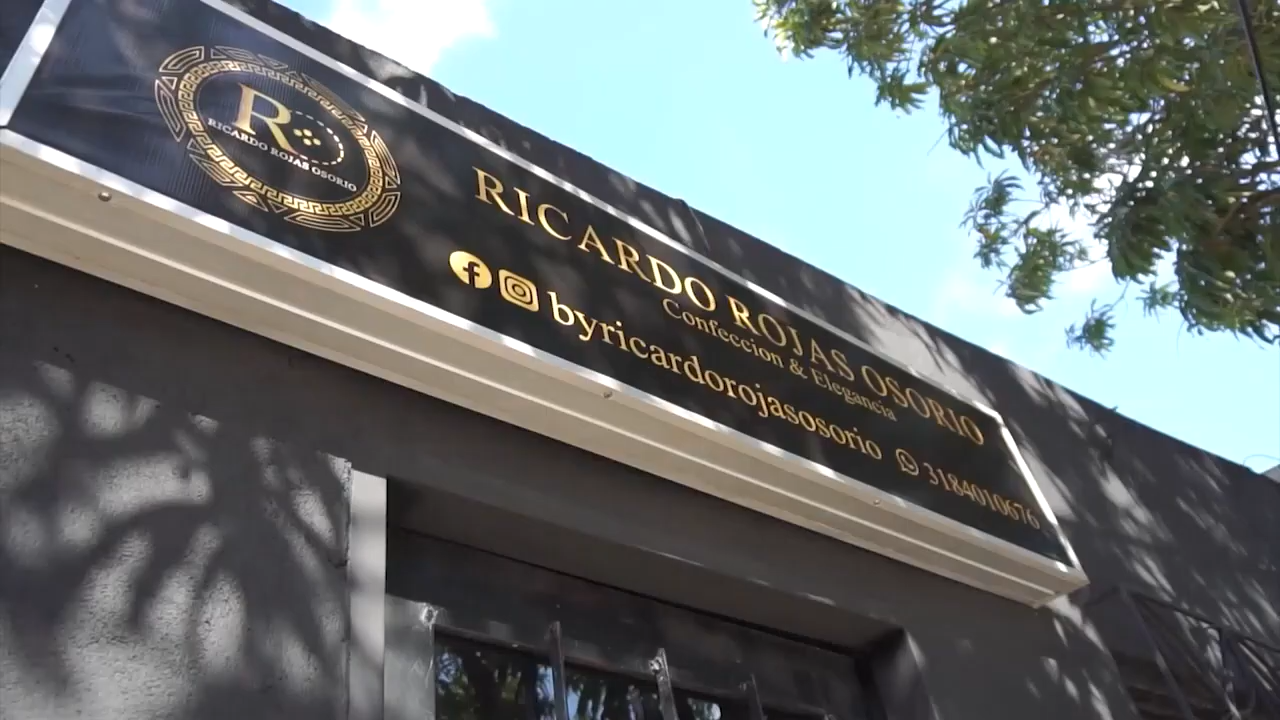 R
RICARDO ROJAS OSORIO
RICARDO ROJAS OSORIO
Confeccion & Elegancia
byricardorojasosorio
3184010676